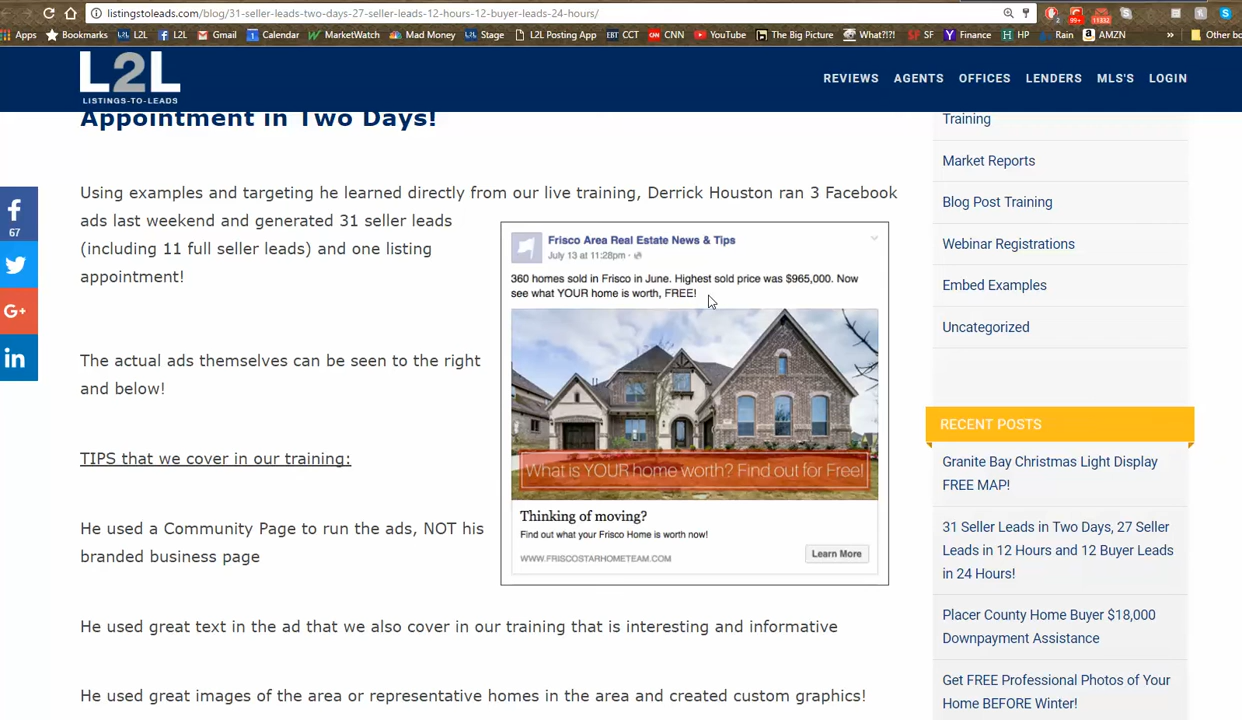 listingstoleads.com/blog/31-seller-leads-two-days-27-seller-leads-12-hours-12-buyer-leads-24-hours/
2
99+
11332
Apps Bookmarks L2L L2L Gmail Calendar MarketWatch Mad Money Stage L2L Posting App EBT CCT CNN YouTube The Big Picture What?!? SF SF Finance H HP Rain AMZN » Other bo
L2L
LISTINGS-TO-LEADS
REVIEWS AGENTS OFFICES LENDERS MLS'S LOGIN
Appointment in Two Days!
Using examples and targeting he learned directly from our live training, Derrick Houston ran 3 Facebook
ads last weekend and generated 31 seller leads
(including 11 full seller leads) and one listing
appointment!
The actual ads themselves can be seen to the right
and below!
TIPS that we cover in our training:
He used a Community Page to run the ads, NOT his
branded business page
He used great text in the ad that we also cover in our training that is interesting and informative
He used great images of the area or representative homes in the area and created custom graphics!
67
G+
in
Frisco Area Real Estate News & Tips
July 13 at 11:28pm ·
360 homes sold in Frisco in June. Highest sold price was $965,000. Now
see what YOUR home is worth, FREE!
What is YOUR home worth? Find out for Free!
Thinking of moving?
Find out what your Frisco Home is worth now!
WWW.FRISCOSTARHOMETEAM.COM
Learn More
Training
Market Reports
Blog Post Training
Webinar Registrations
Embed Examples
Uncategorized
RECENT POSTS
Granite Bay Christmas Light Display
FREE MAP!
31 Seller Leads in Two Days, 27 Seller
Leads in 12 Hours and 12 Buyer Leads
in 24 Hours!
Placer County Home Buyer $18,000
Downpayment Assistance
Get FREE Professional Photos of Your
Home BEFORE Winter!